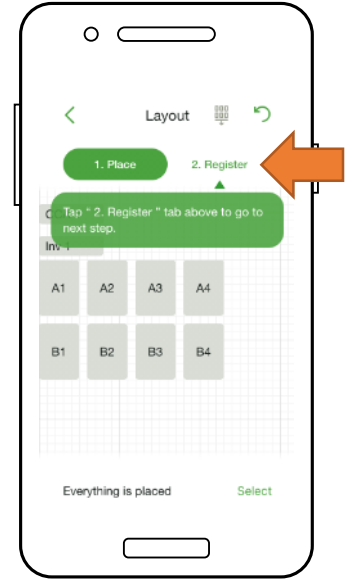 Layout
1. Place
2. Register
Tap " 2. Register " tab above to go to
next step.
A1 A2 A3 A4
B1 B2 B3 B4
Everything is placed
Select